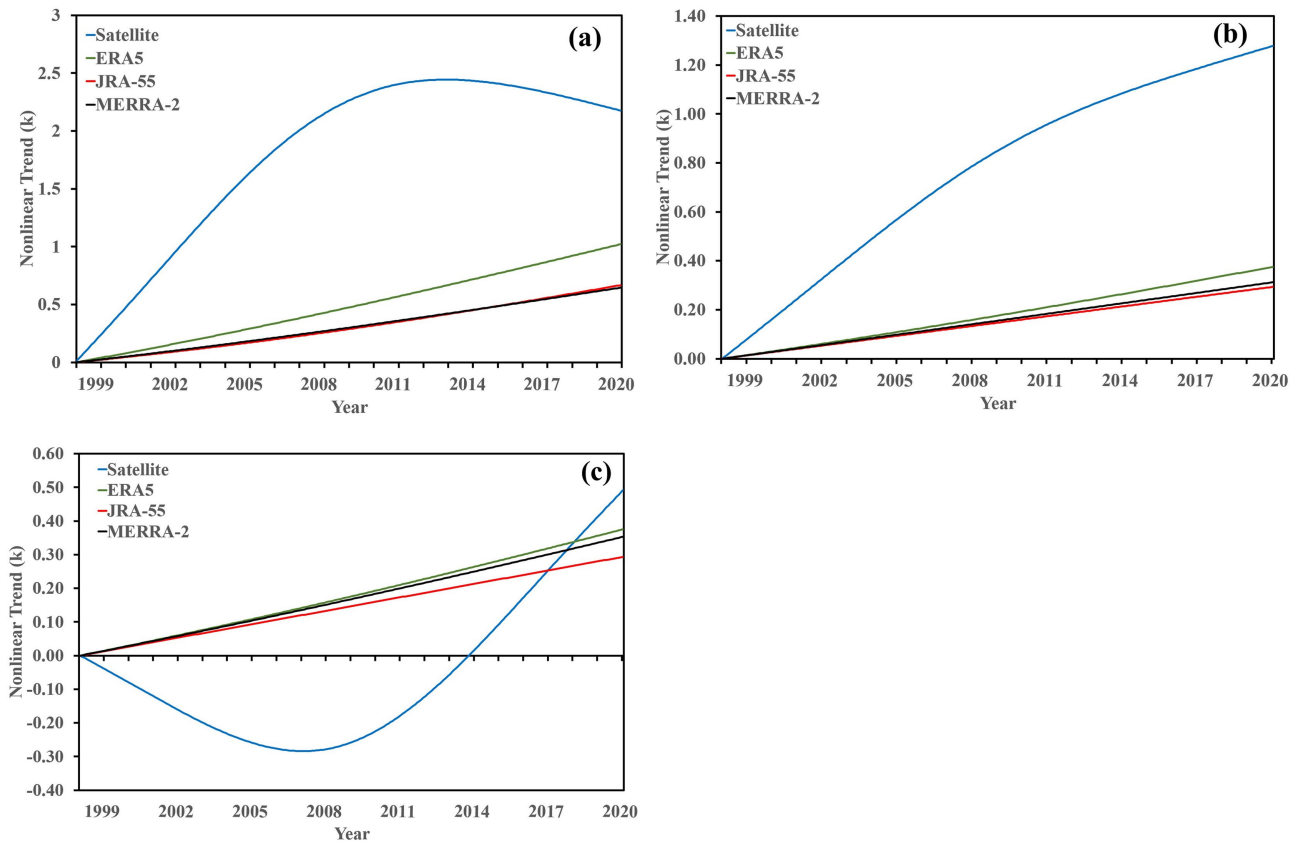 (a)
Satellite
ERA5
JRA-55
MERRA-2
Nonlinear Trend (k)
3
2.5
2
1.5
1
0.5
0
1999 2002 2005 2008 2011 2014 2017 2020
Year
(b)
Satellite
ERA5
JRA-55
MERRA-2
Nonlinear Trend (k)
1.40
1.20
1.00
0.80
0.60
0.40
0.20
0.00
1999 2002 2005 2008 2011 2014 2017 2020
Year
(c)
Satellite
ERA5
JRA-55
MERRA-2
Nonlinear Trend (k)
0.60
0.50
0.40
0.30
0.20
0.10
0.00
-0.10
-0.20
-0.30
-0.40
1999 2002 2005 2008 2011 2014 2017 2020
Year